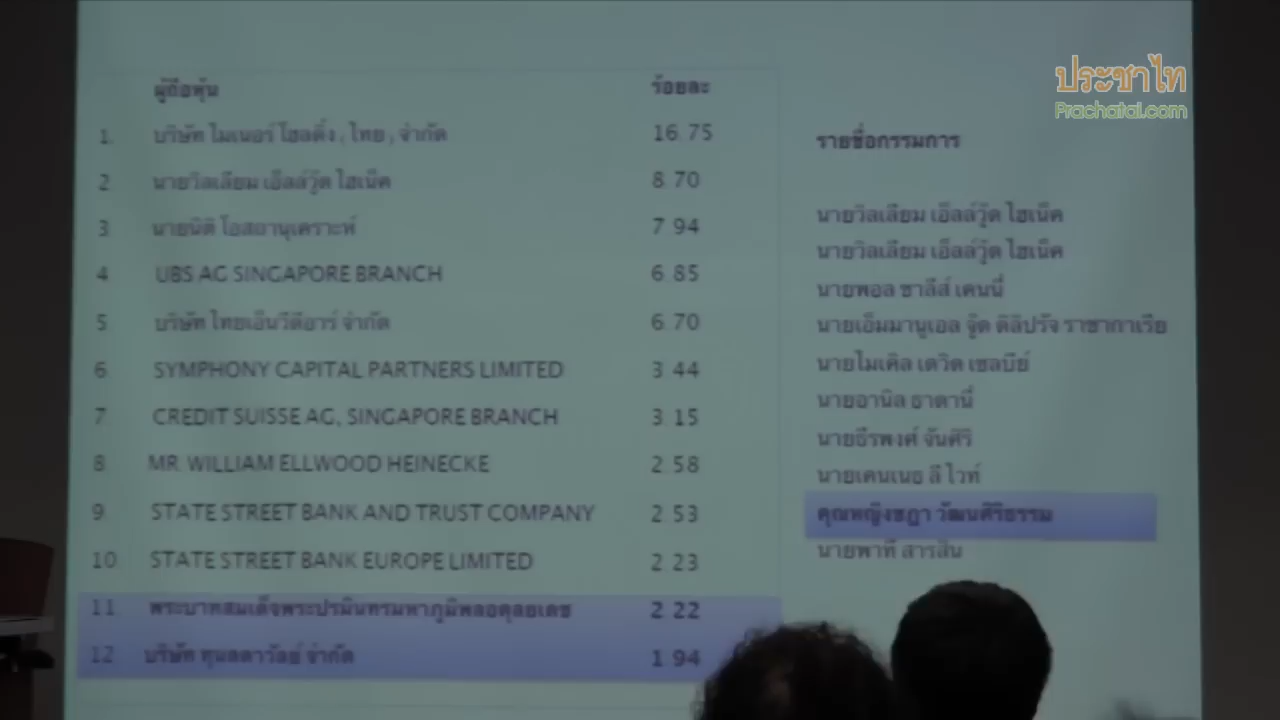 ประชาไท
Prachatai.com
ผู้ถือหุ้น ร้อยละ
1. บริษัท ไมเนอร์ โฮลดิ้ง , ไทย , จำกัด 16.75
2 นายวิลเลียม เอ็ลล์วู๊ด ไฮเน็ค 8.70
3 นายนิติ โอสถานุเคราะห์ 7.94
4 UBS AG SINGAPORE BRANCH 6.85
5 บริษัท ไทยเอ็นวีดีอาร์ จำกัด 6.70
6 SYMPHONY CAPITAL PARTNERS LIMITED 3.44
7 CREDIT SUISSE AG, SINGAPORE BRANCH 3.15
8 MR. WILLIAM ELLWOOD HEINECKE 2.58
9 STATE STREET BANK AND TRUST COMPANY 2.53
10 STATE STREET BANK EUROPE LIMITED 2.23
11 พระบาทสมเด็จพระปรมินทรมหาภูมิพลอดุลยเดช 2.22
12 บริษัท ทุนลดาวัลย์ จำกัด 1.94
รายชื่อกรรมการ
นายวิลเลียม เอ็ลล์วู๊ด ไฮเน็ค
นายวิลเลียม เอ็ลล์วู๊ด ไฮเน็ค
นายพอล ชาลีส์ เคนนี่
นายเอ็มมานูเอล จู๊ด ดิลิปรัจ ราชากาเรีย
นายไมเคิล เดวิด เซลบีย์
นายอานิล ธาดานี่
นายธีรพงศ์ จันศิริ
นายเคนเนธ ลี ไวท์
คุณหญิงชฎา วัฒนศิริธรรม
นายพาที สารสิน